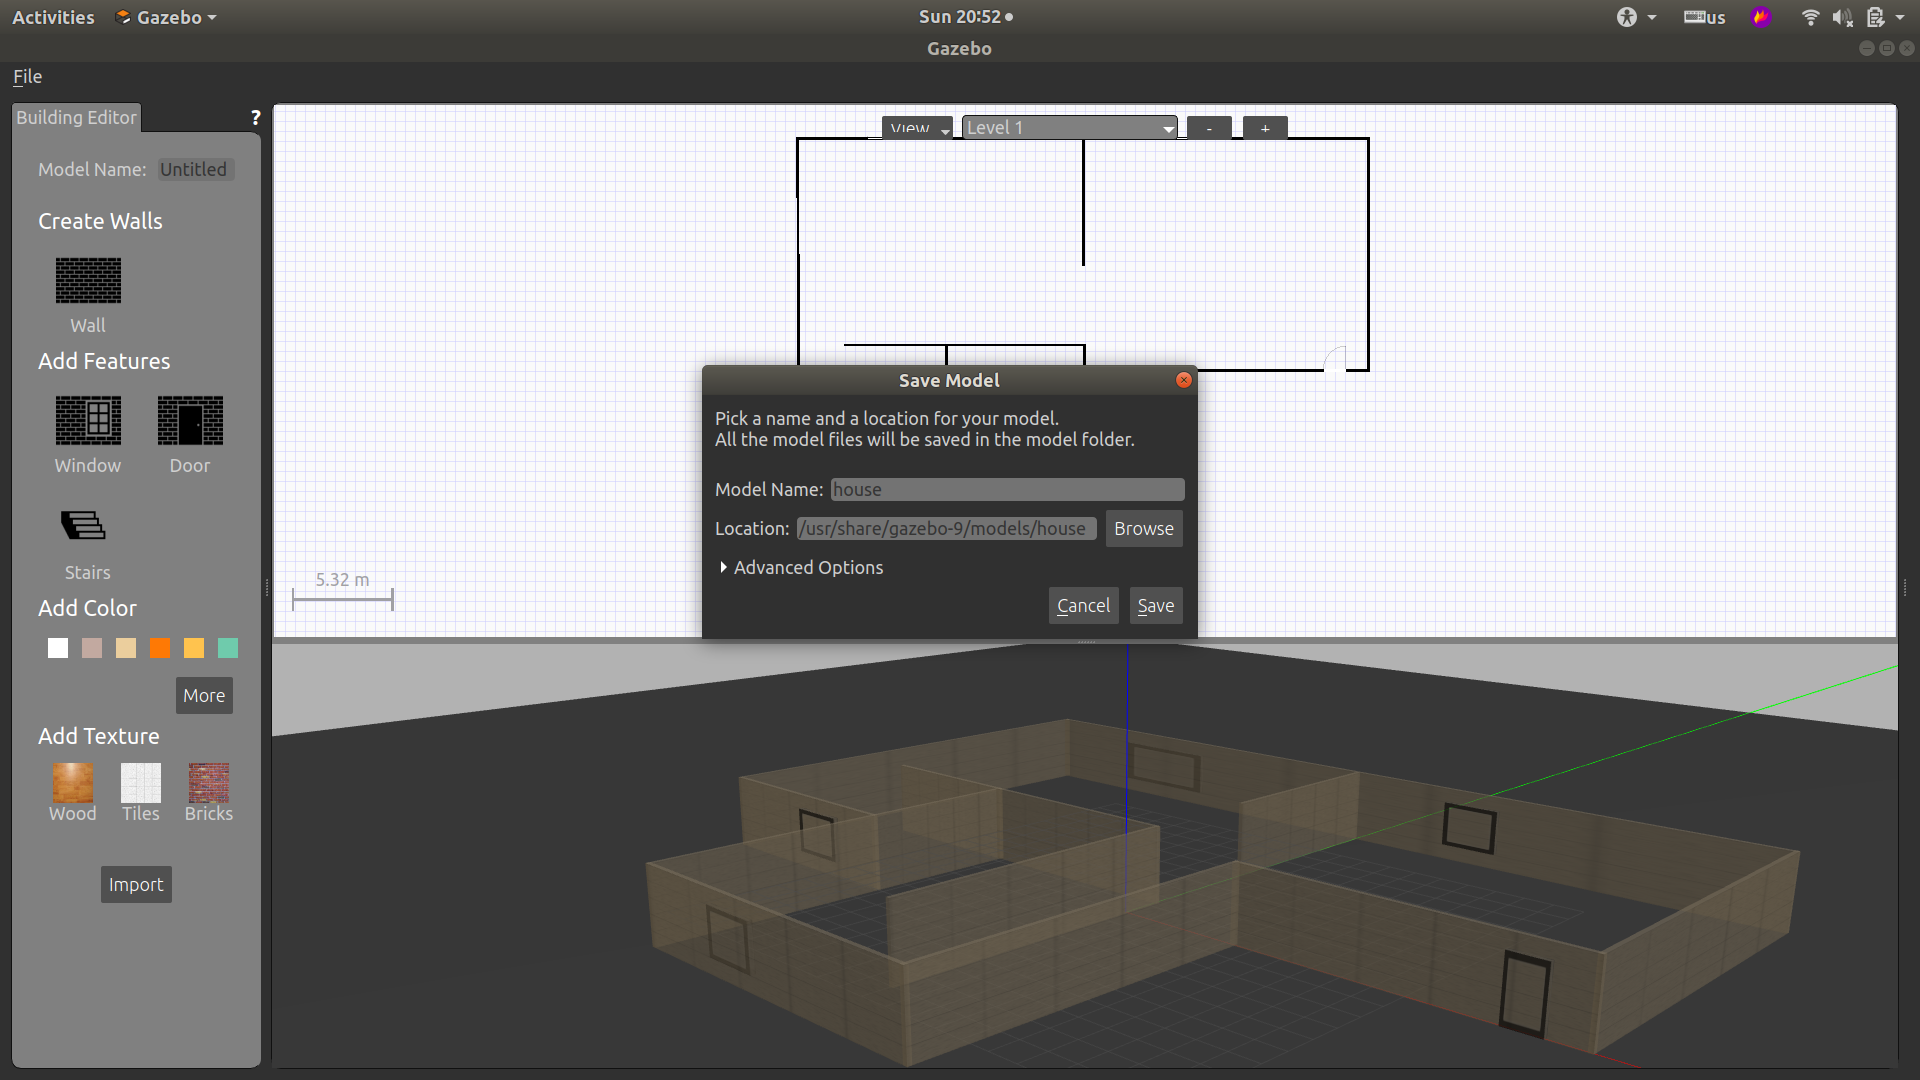 Activities
Gazebo
Sun 20:52
us
Gazebo
File
Building Editor
?
Model Name: Untitled
Create Walls
Wall
Add Features
Window
Door
Stairs
Add Color
More
Add Texture
Wood
Tiles
Bricks
Import
View
Level 1
-
+
5.32 m
Save Model
Pick a name and a location for your model.
All the model files will be saved in the model folder.
Model Name: house
Location: /usr/share/gazebo-9/models/house
Browse
Advanced Options
Cancel
Save